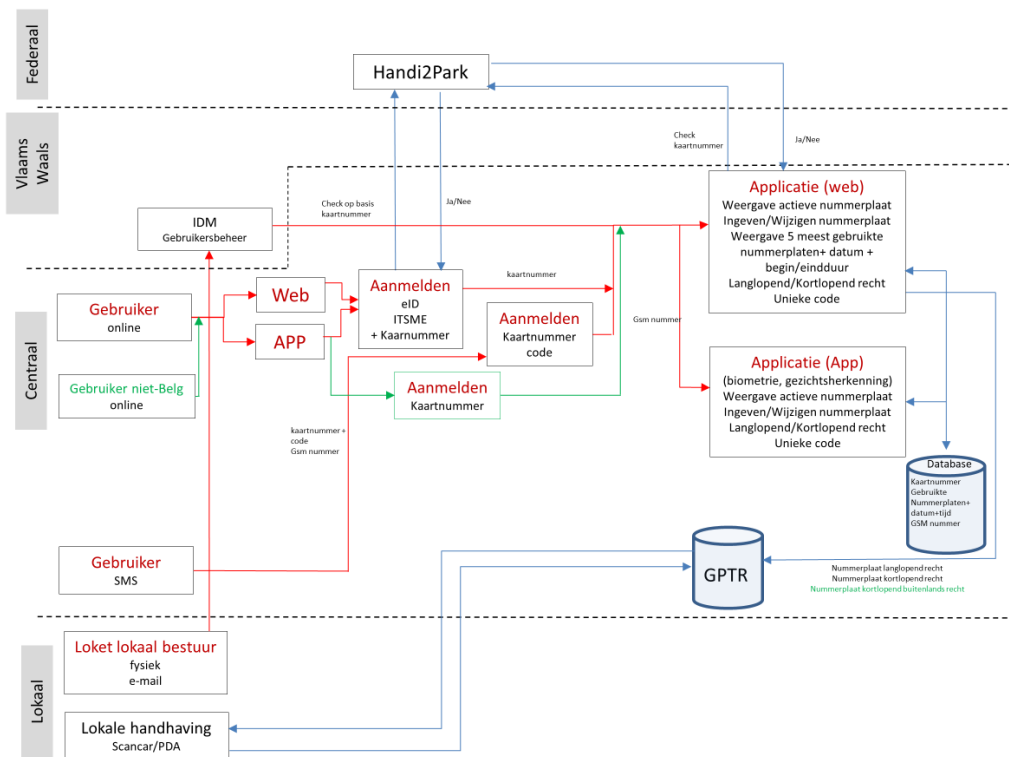 Federaal
Handi2Park
Vlaams
Waals
Check
kaartnummer
Ja/Nee
IDM
Gebruikersbeheer
Check op basis
kaartnummer
Ja/Nee
Applicatie (web)
Weergave actieve nummerplaat
Ingeven/Wijzigen nummerplaat
Weergave 5 meest gebruikte
nummerplaten+ datum +
begin/eindduur
Langlopend/Kortlopend recht
Unieke code
Centraal
Gebruiker
online
Web
APP
Aanmelden
eID
ITSME
+ Kaarnummer
kaartnummer
Aanmelden
Kaartnummer
code
Gsm nummer
Gebruiker niet-Belg
online
Aanmelden
Kaartnummer
Applicatie (App)
(biometrie, gezichtsherkenning)
Weergave actieve nummerplaat
Ingeven/Wijzigen nummerplaat
Langlopend/Kortlopend recht
Unieke code
kaartnummer +
code
Gsm nummer
Database
Kaartnummer
Gebruikte
Nummerplaten+
datum+tijd
GSM nummer
Gebruiker
SMS
GPTR
Nummerplaat langlopend recht
Nummerplaat kortlopend recht
Nummerplaat kortlopend buitenlands recht
Lokaal
Loket lokaal bestuur
fysiek
e-mail
Lokale handhaving
Scancar/PDA